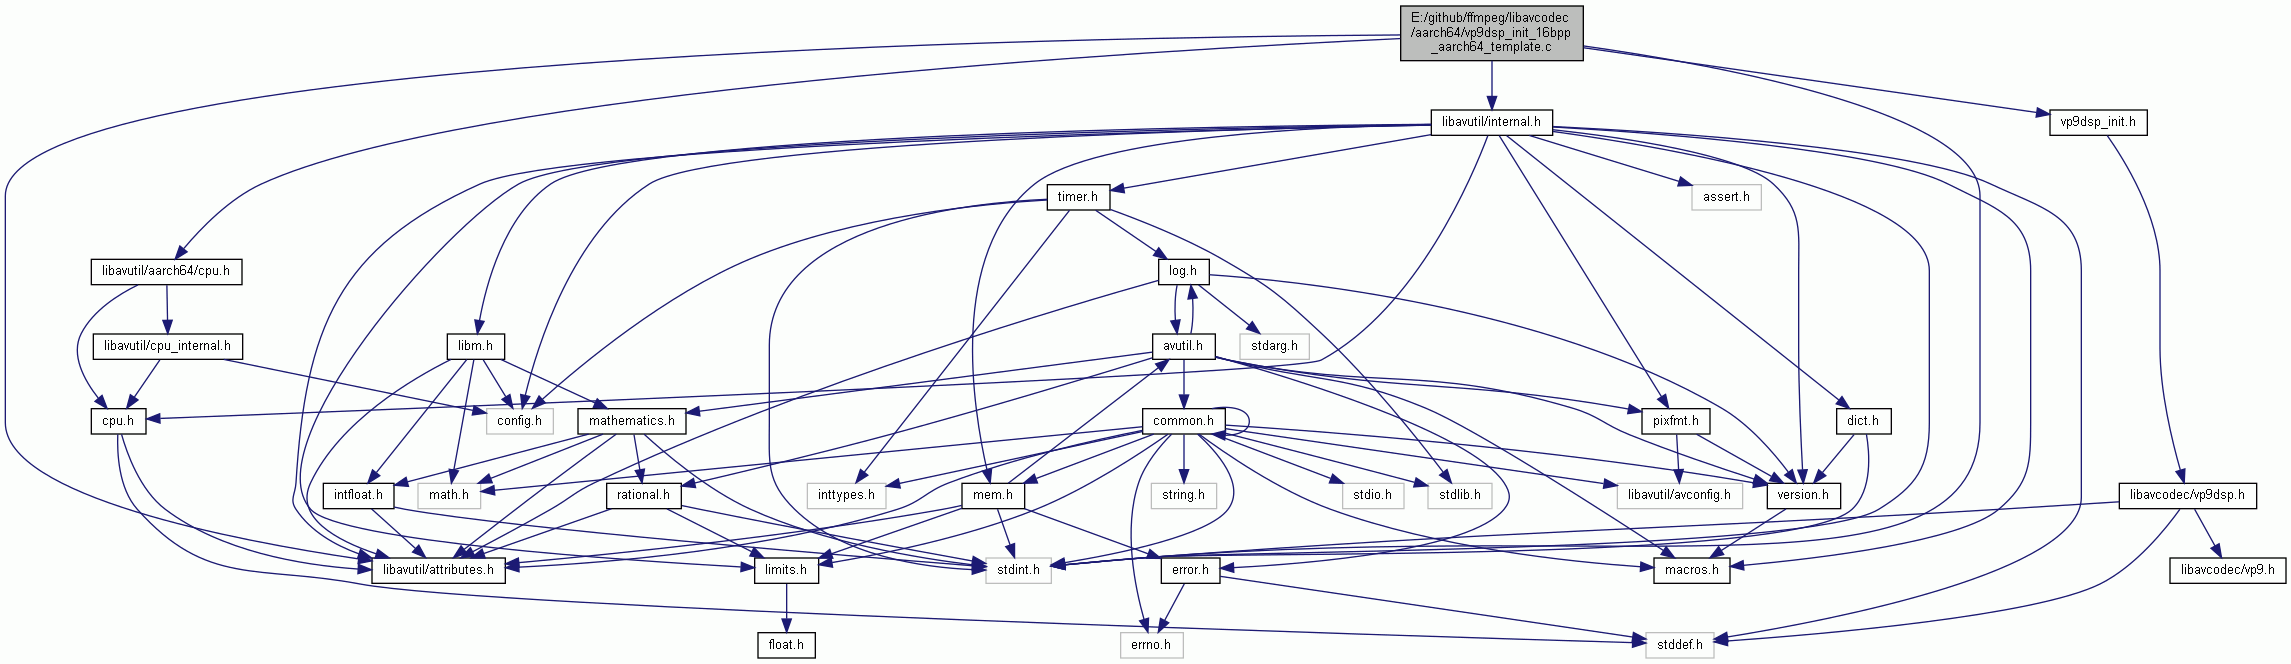 E:/github/ffmpeg/libavcodec
/aarch64/vp9dsp_init_16bpp
_aarch64_template.c
libavutil/internal.h
vp9dsp_init.h
timer.h
assert.h
libavutil/aarch64/cpu.h
log.h
libavutil/cpu_internal.h
libm.h
avutil.h
stdarg.h
cpu.h
config.h
mathematics.h
common.h
pixfmt.h
dict.h
intfloat.h
math.h
rational.h
inttypes.h
mem.h
string.h
stdio.h
stdlib.h
libavutil/avconfig.h
version.h
libavcodec/vp9dsp.h
libavutil/attributes.h
limits.h
stdint.h
error.h
macros.h
libavcodec/vp9.h
float.h
errno.h
stddef.h